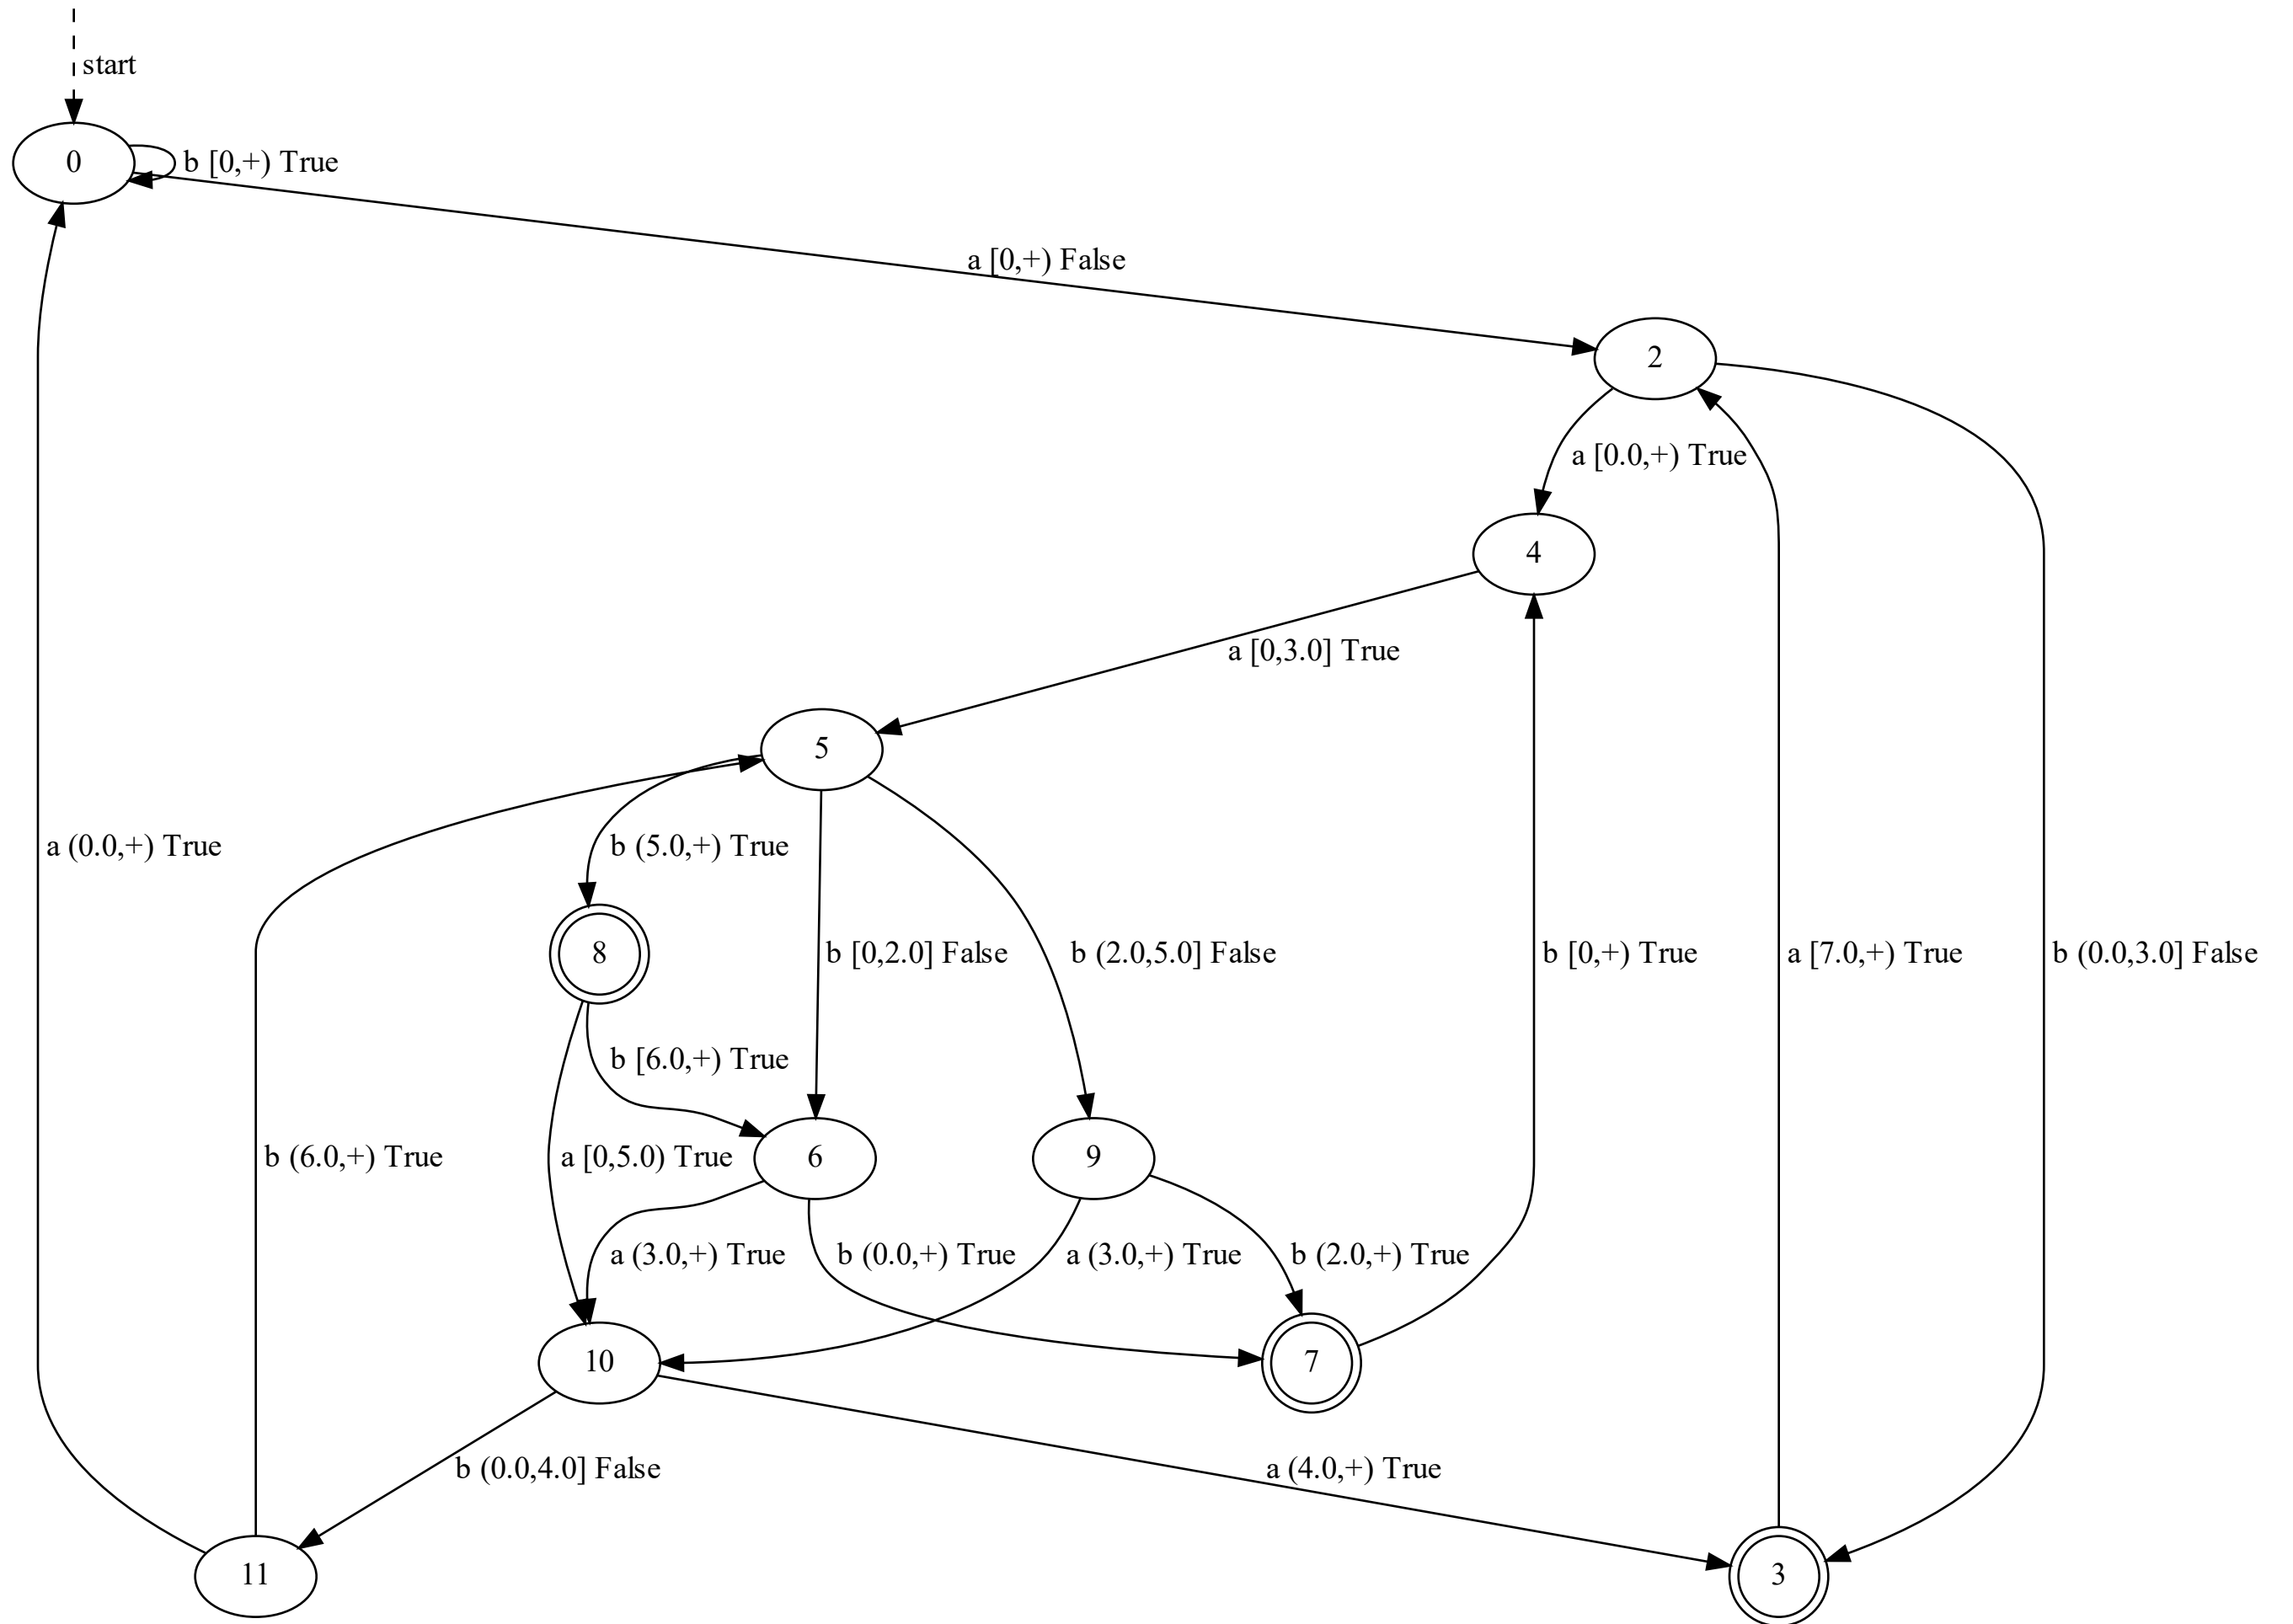 start
0
b [0,+) True
a [0,+) False
2
a [0.0,+) True
4
a [0,3.0] True
5
a (0.0,+) True
b (5.0,+) True
8
b [0,2.0] False
b (2.0,5.0] False
b [0,+) True
a [7.0,+) True
b (0.0,3.0] False
b [6.0,+) True
b (6.0,+) True
a [0,5.0) True
6
9
a (3.0,+) True
b (0.0,+) True
a (3.0,+) True
b (2.0,+) True
10
7
b (0.0,4.0] False
a (4.0,+) True
11
3